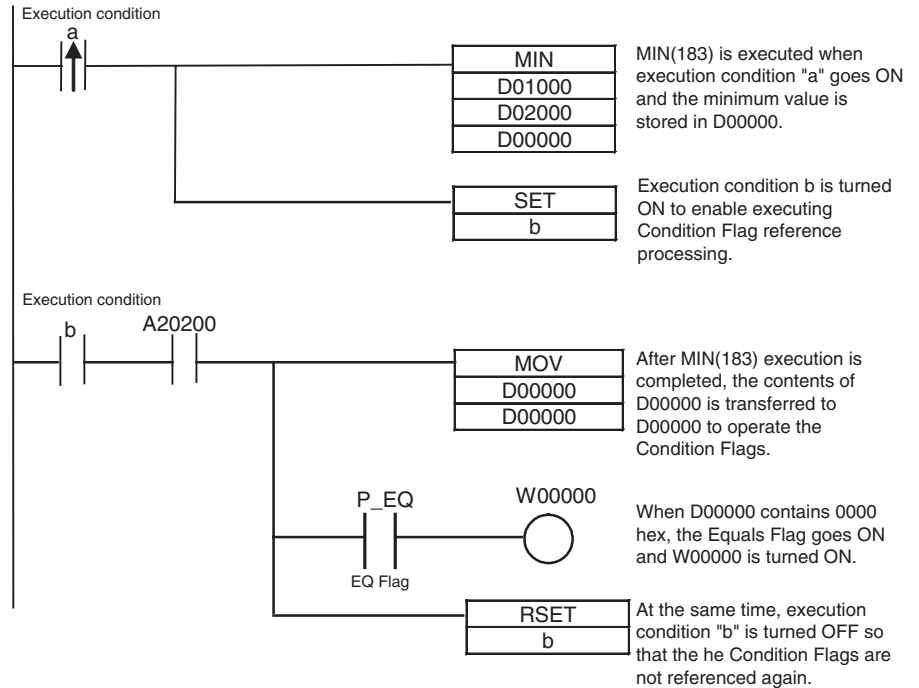 Execution condition
a
MIN
D01000
D02000
D00000
MIN(183) is executed when
execution condition "a" goes ON
and the minimum value is
stored in D00000.
SET
b
Execution condition b is turned
ON to enable executing
Condition Flag reference
processing.
Execution condition
b
A20200
MOV
D00000
D00000
After MIN(183) execution is
completed, the contents of
D00000 is transferred to
D00000 to operate the
Condition Flags.
P_EQ
EQ Flag
W00000
When D00000 contains 0000
hex, the Equals Flag goes ON
and W00000 is turned ON.
RSET
b
At the same time, execution
condition "b" is turned OFF so
that the he Condition Flags are
not referenced again.